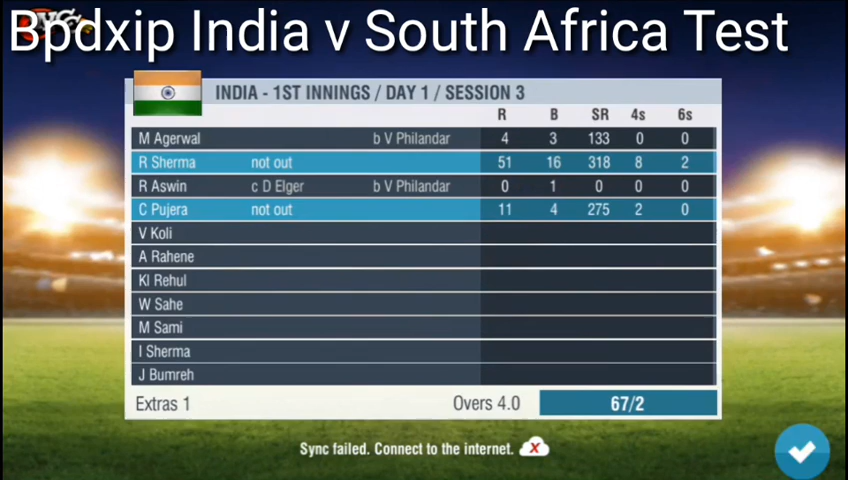 Bpdxip India v South Africa Test
INDIA - 1ST INNINGS / DAY 1 / SESSION 3
R B SR 4s 6s
M Agerwal b V Philandar 4 3 133 0 0
R Sherma not out 51 16 318 8 2
R Aswin c D Elger b V Philandar 0 1 0 0 0
C Pujera not out 11 4 275 2 0
V Koli
A Rahene
Kl Rehul
W Sahe
M Sami
I Sherma
J Bumreh
Extras 1 Overs 4.0 67/2
Sync failed. Connect to the internet. X